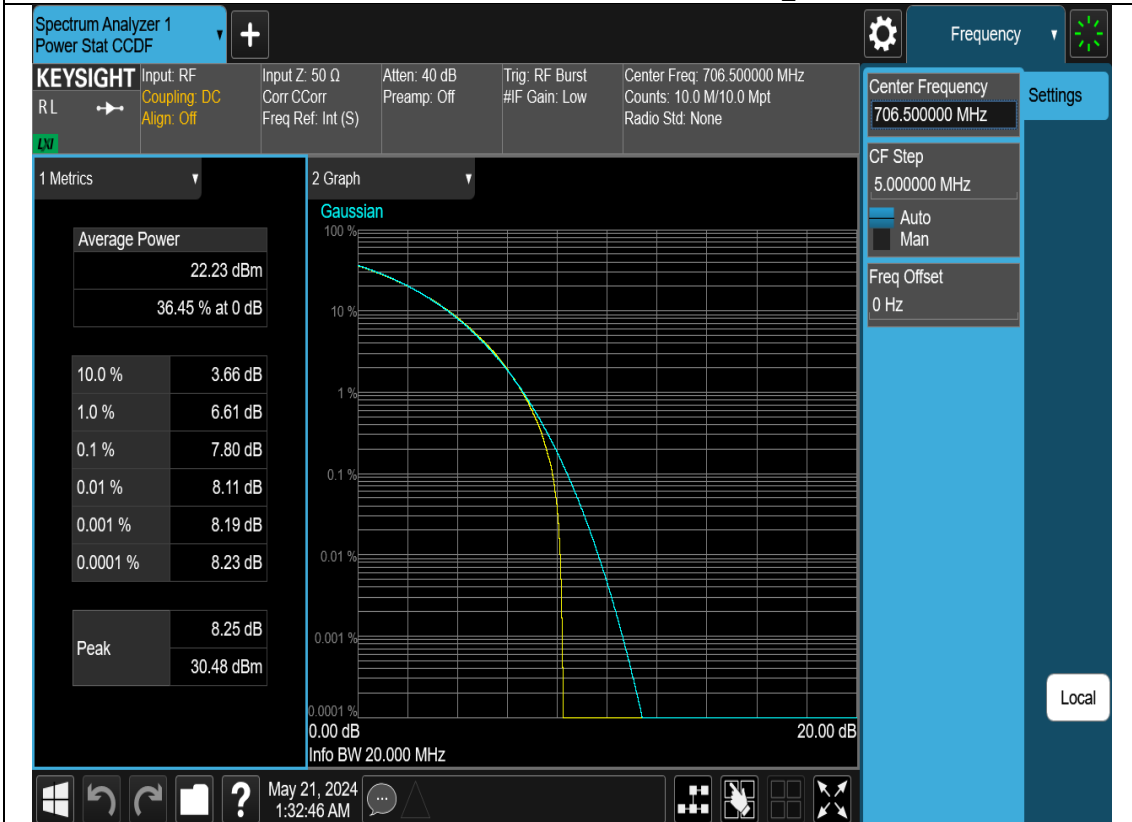 Spectrum Analyzer 1
Power Stat CCDF
Frequency
KEYSIGHT
RL
LXI
Input: RF
Coupling: DC
Align: Off
Input Z: 50 Ω
Corr CCorr
Freq Ref: Int (S)
Atten: 40 dB
Preamp: Off
Trig: RF Burst
#IF Gain: Low
Center Freq: 706.500000 MHz
Counts: 10.0 M/10.0 Mpt
Radio Std: None
Center Frequency
706.500000 MHz
Settings
CF Step
5.000000 MHz
Auto
Man
Freq Offset
0 Hz
1 Metrics
Average Power
22.23 dBm
36.45 % at 0 dB
10.0 % 3.66 dB
1.0 % 6.61 dB
0.1 % 7.80 dB
0.01 % 8.11 dB
0.001 % 8.19 dB
0.0001 % 8.23 dB
Peak
8.25 dB
30.48 dBm
2 Graph
Gaussian
100 %
10 %
1 %
0.1 %
0.01 %
0.001 %
0.0001 %
0.00 dB 20.00 dB
Info BW 20.000 MHz
Local
May 21, 2024
1:32:46 AM